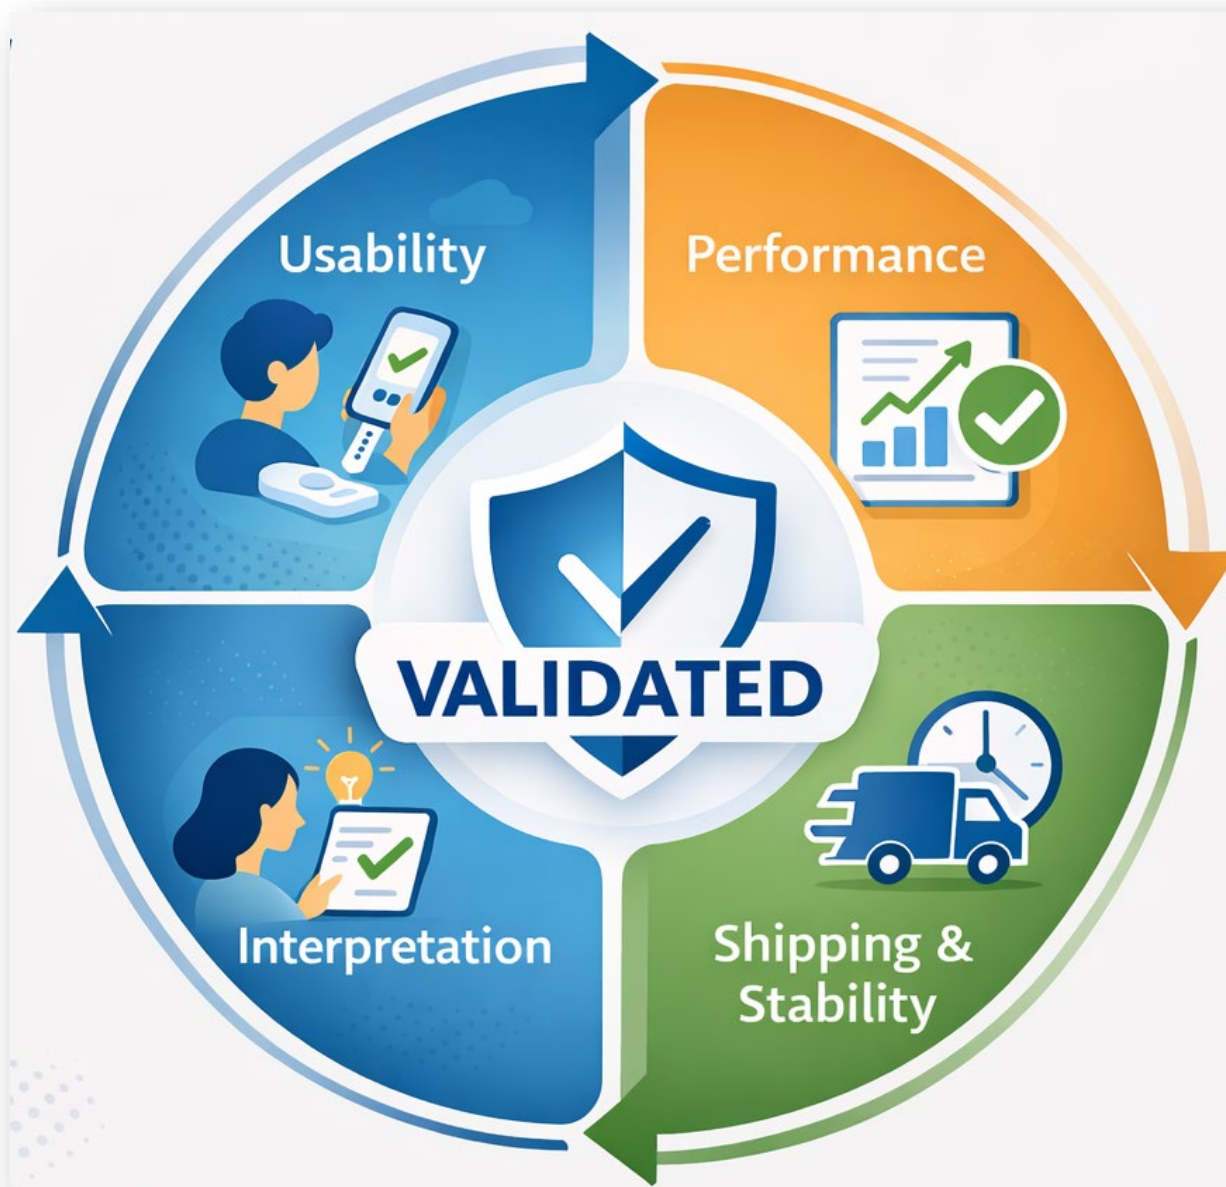 Usability
Performance
VALIDATED
Interpretation
Shipping &
Stability